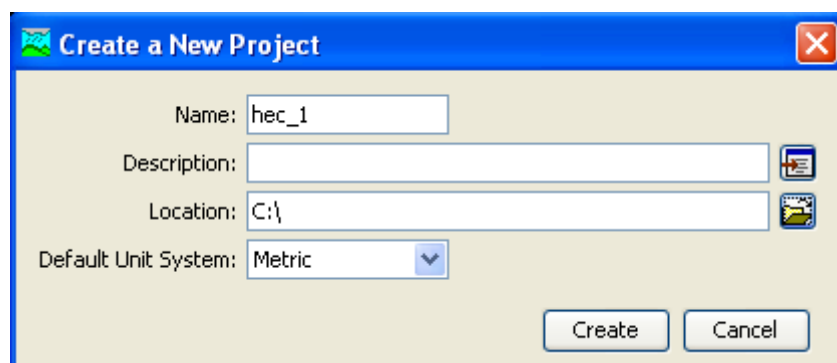 Create a New Project
Name: hec_1
Description:
Location: C:\
Default Unit System: Metric
Create Cancel